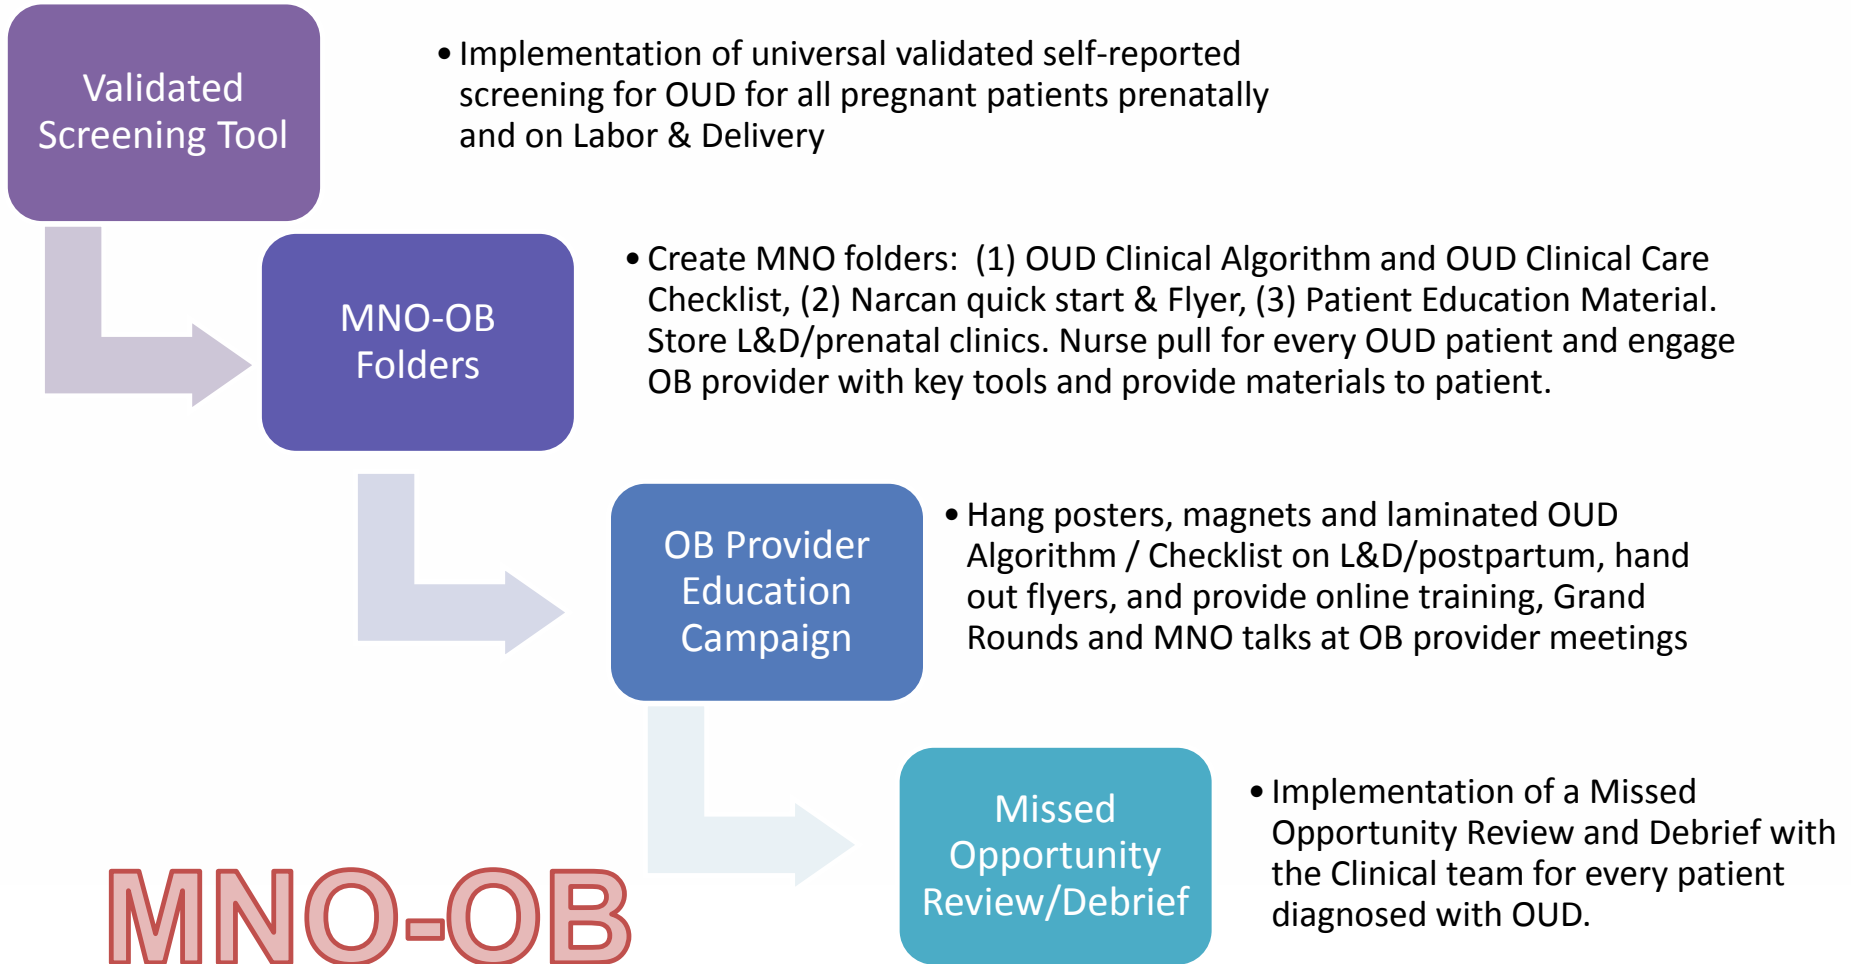 Validated
Screening Tool
• Implementation of universal validated self-reported
screening for OUD for all pregnant patients prenatally
and on Labor & Delivery
MNO-OB
Folders
• Create MNO folders:  (1) OUD Clinical Algorithm and OUD Clinical Care
Checklist, (2) Narcan quick start & Flyer, (3) Patient Education Material.
Store L&D/prenatal clinics. Nurse pull for every OUD patient and engage
OB provider with key tools and provide materials to patient.
OB Provider
Education
Campaign
• Hang posters, magnets and laminated OUD
Algorithm / Checklist on L&D/postpartum, hand
out flyers, and provide online training, Grand
Rounds and MNO talks at OB provider meetings
Missed
Opportunity
Review/Debrief
• Implementation of a Missed
Opportunity Review and Debrief with
the Clinical team for every patient
diagnosed with OUD.
MNO-OB